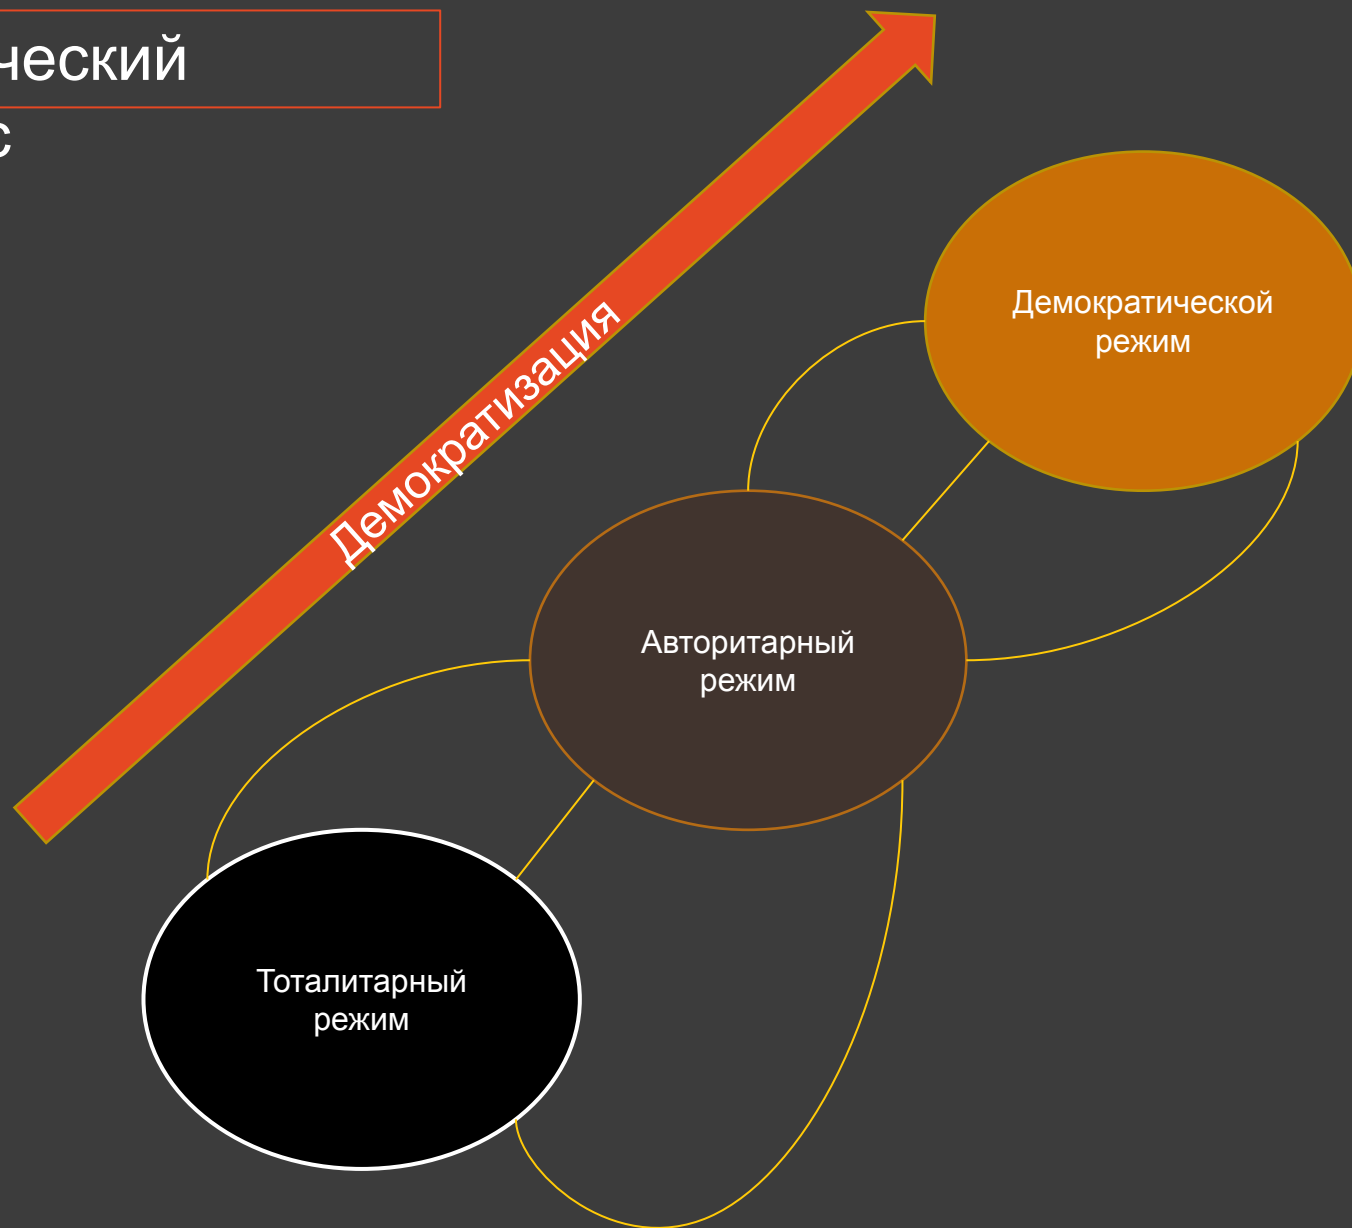 ческий
с
Демократизация
Демократической
режим
Авторитарный
режим
Тоталитарный
режим